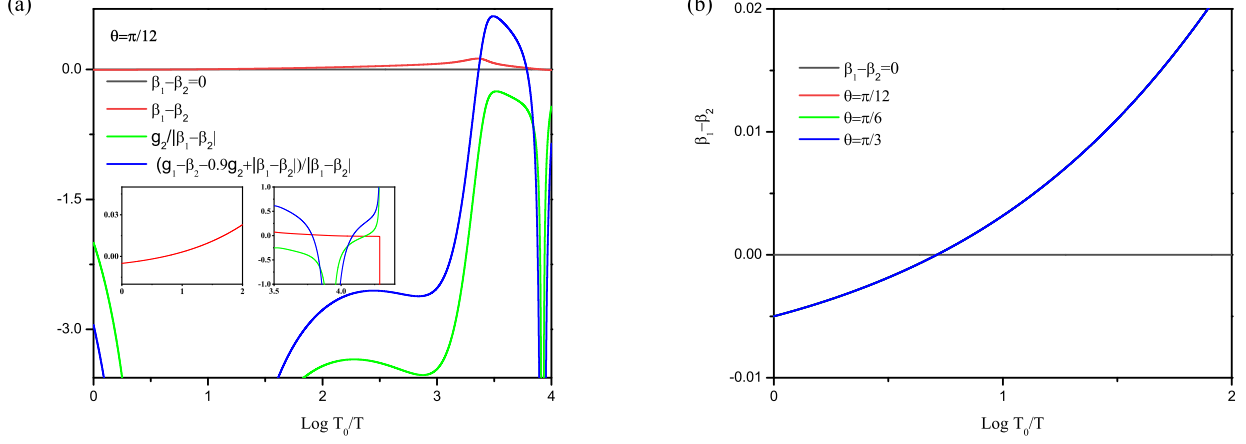 (a)
θ=π/12
β₁−β₂=0
β₁−β₂
g₂/|β₁−β₂|
(g₁−β₂−0.9g₂+|β₁−β₂|)/|β₁−β₂|
0.0
-1.5
-3.0
0 1 2 3 4
Log T₀/T
0.03
0.00
0 1 2
1.0
0.5
0.0
-0.5
-1.0
3.5 4.0
(b)
β₁−β₂
0.02
0.01
0.00
-0.01
β₁−β₂=0
θ=π/12
θ=π/6
θ=π/3
0 1 2
Log T₀/T